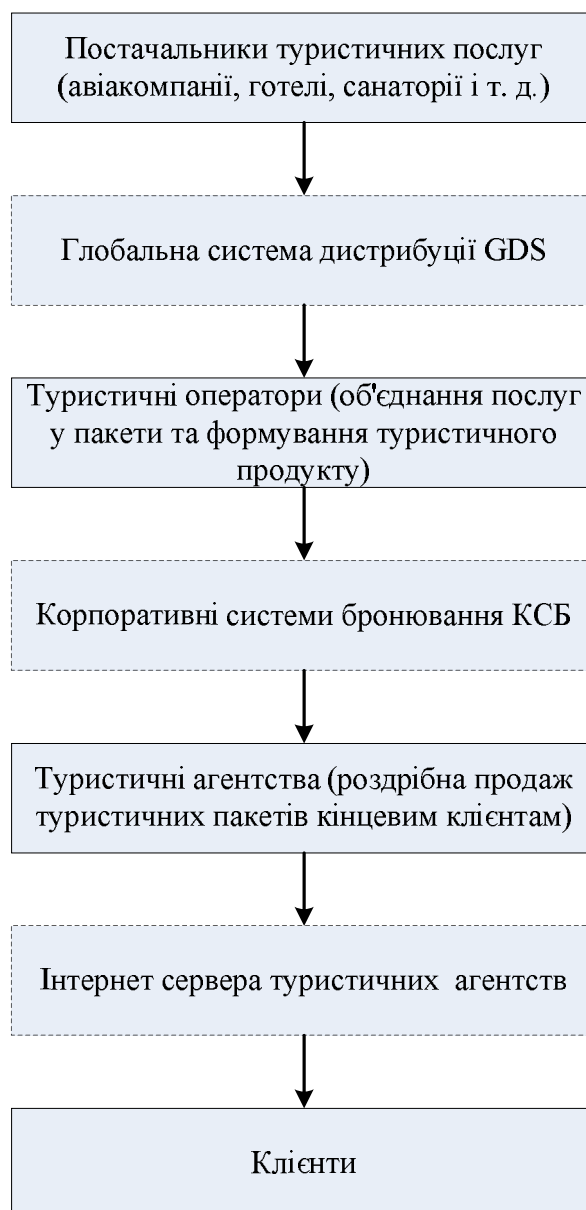 Постачальники туристичних послуг
(авіакомпанії, готелі, санаторії і т. д.)
Глобальна система дистрибуції GDS
Туристичні оператори (об'єднання послуг
у пакети та формування туристичного
продукту)
Корпоративні системи бронювання КСБ
Туристичні агентства (роздрібна продаж
туристичних пакетів кінцевим клієнтам)
Інтернет сервера туристичних агентств
Клієнти